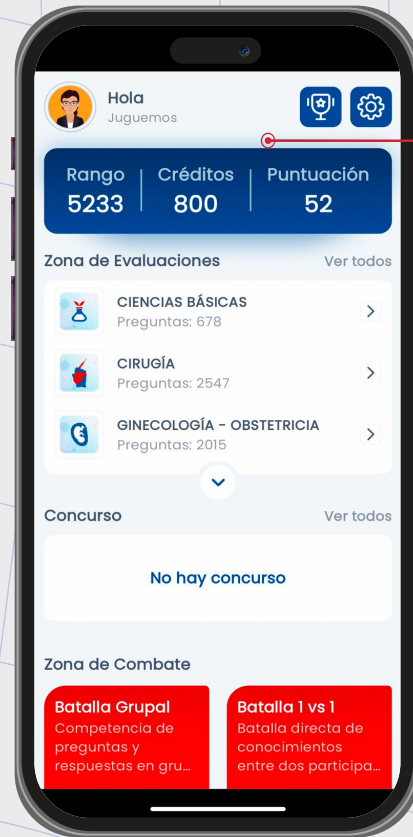 Hola
Juguemos
Rango Créditos Puntuación
5233 800 52
Zona de Evaluaciones Ver todos
CIENCIAS BÁSICAS
Preguntas: 678
CIRUGÍA
Preguntas: 2547
GINECOLOGÍA - OBSTETRICIA
Preguntas: 2015
Concurso Ver todos
No hay concurso
Zona de Combate
Batalla Grupal
Competencia de
preguntas y
respuestas en gru...
Batalla 1 vs 1
Batalla directa de
conocimientos
entre dos participa...